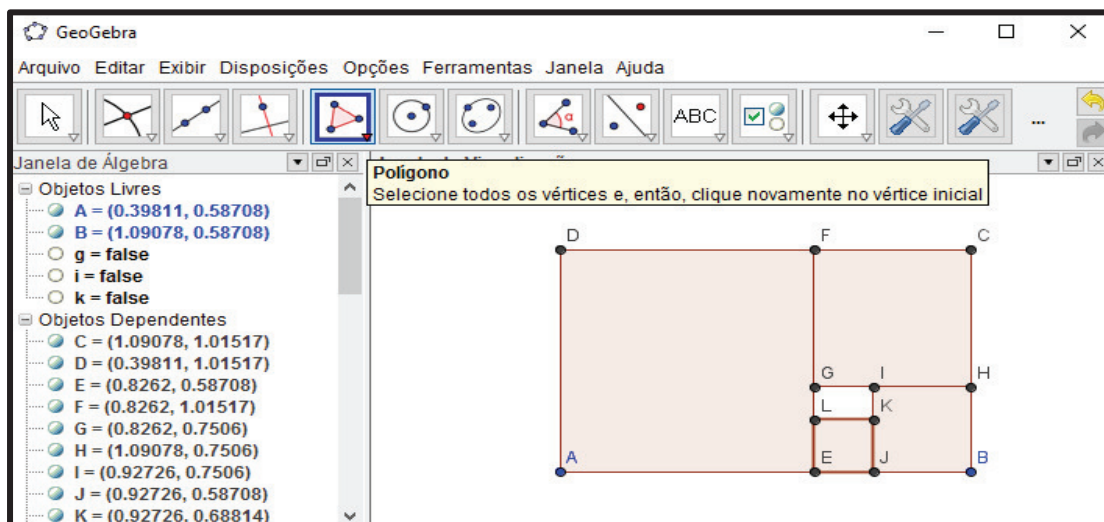 GeoGebra
Arquivo Editar Exibir Disposições Opções Ferramentas Janela Ajuda
α ABC ...
Janela de Álgebra
Polígono
Selecione todos os vértices e, então, clique novamente no vértice inicial
Objetos Livres
A = (0.39811, 0.58708)
B = (1.09078, 0.58708)
g = false
i = false
k = false
Objetos Dependentes
C = (1.09078, 1.01517)
D = (0.39811, 1.01517)
E = (0.8262, 0.58708)
F = (0.8262, 1.01517)
G = (0.8262, 0.7506)
H = (1.09078, 0.7506)
I = (0.92726, 0.7506)
J = (0.92726, 0.58708)
K = (0.92726, 0.68814)
D F C
G I H
L K
A E J B